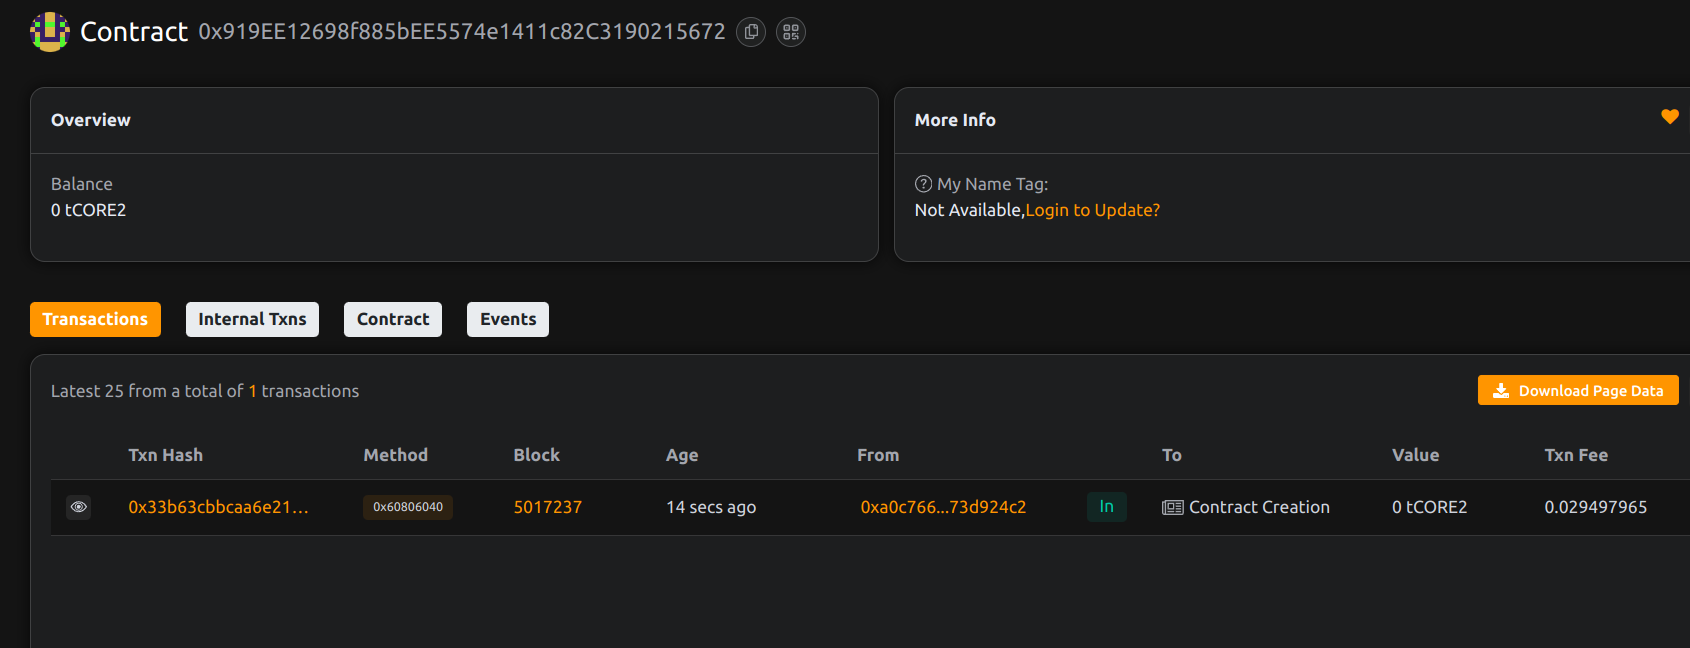 Contract 0x919EE12698f885bEE5574e1411c82C3190215672
Overview
Balance
0 tCORE2
More Info
My Name Tag:
Not Available,Login to Update?
Transactions Internal Txns Contract Events
Latest 25 from a total of 1 transactions
Download Page Data
Txn Hash Method Block Age From To Value Txn Fee
0x33b63cbbcaa6e21... 0x60806040 5017237 14 secs ago 0xa0c766...73d924c2 In Contract Creation 0 tCORE2 0.029497965